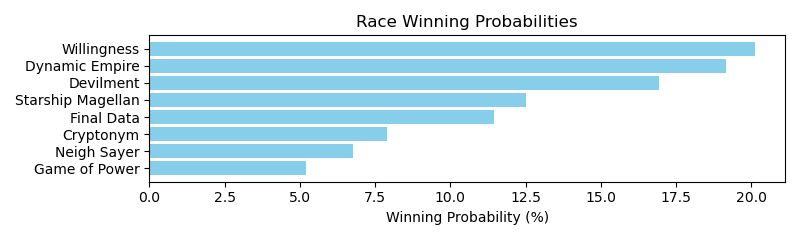 Race Winning Probabilities
Willingness
Dynamic Empire
Devilment
Starship Magellan
Final Data
Cryptonym
Neigh Sayer
Game of Power
0.0 2.5 5.0 7.5 10.0 12.5 15.0 17.5 20.0
Winning Probability (%)